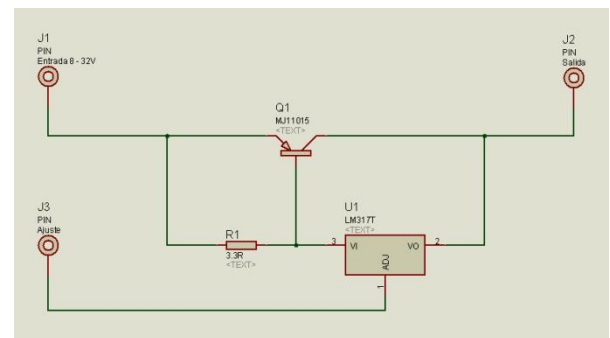 J1
PIN
Entrada 8 - 32V
J2
PIN
Salida
Q1
MJ11015
<TEXT>
J3
PIN
Ajuste
R1
3.3R
<TEXT>
U1
LM317T
<TEXT>
3
VI
VO
2
ADJ
1